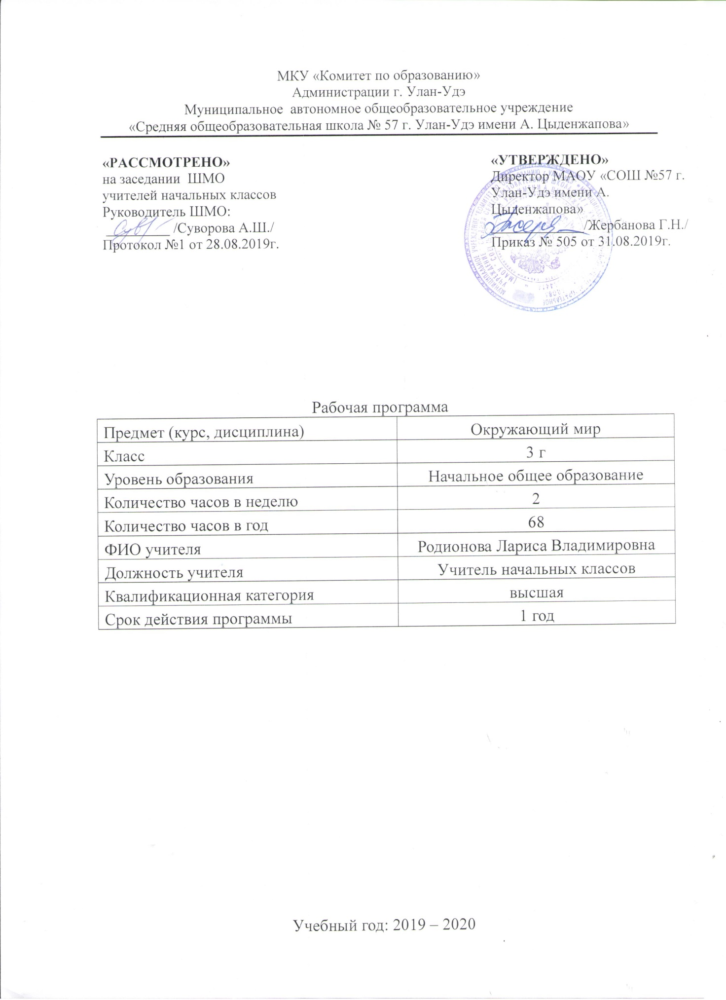 МКУ «Комитет по образованию»
Администрации г. Улан-Удэ
Муниципальное автономное общеобразовательное учреждение
«Средняя общеобразовательная школа № 57 г. Улан-Удэ имени А. Цыденжапова»
«РАССМОТРЕНО»
на заседании ШМО
учителей начальных классов
Руководитель ШМО:
/Суворова А.Ш./
Протокол №1 от 28.08.2019г.
«УТВЕРЖДЕНО»
Директор МАОУ «СОШ №57 г.
Улан-Удэ имени А.
Цыденжапова»
/Жербанова Г.Н./
Приказ № 505 от 31.08.2019г.
Рабочая программа
Предмет (курс, дисциплина) Окружающий мир
Класс 3 г
Уровень образования Начальное общее образование
Количество часов в неделю 2
Количество часов в год 68
ФИО учителя Родионова Лариса Владимировна
Должность учителя Учитель начальных классов
Квалификационная категория высшая
Срок действия программы 1 год
Учебный год: 2019 – 2020